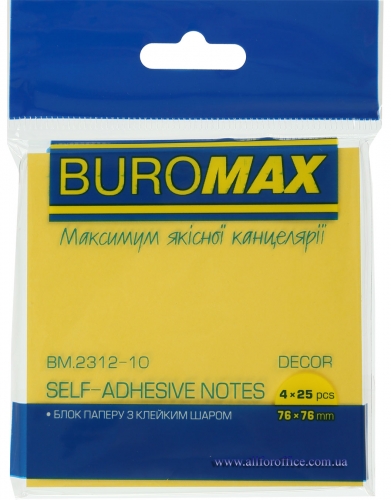 BUROMAX
Максимум якісної канцелярії
BM.2312-10 DECOR
SELF-ADHESIVE NOTES 4×25 pcs
• БЛОК ПАПЕРУ З КЛЕЙКИМ ШАРОМ 76×76 mm
www.allforoffice.com.ua